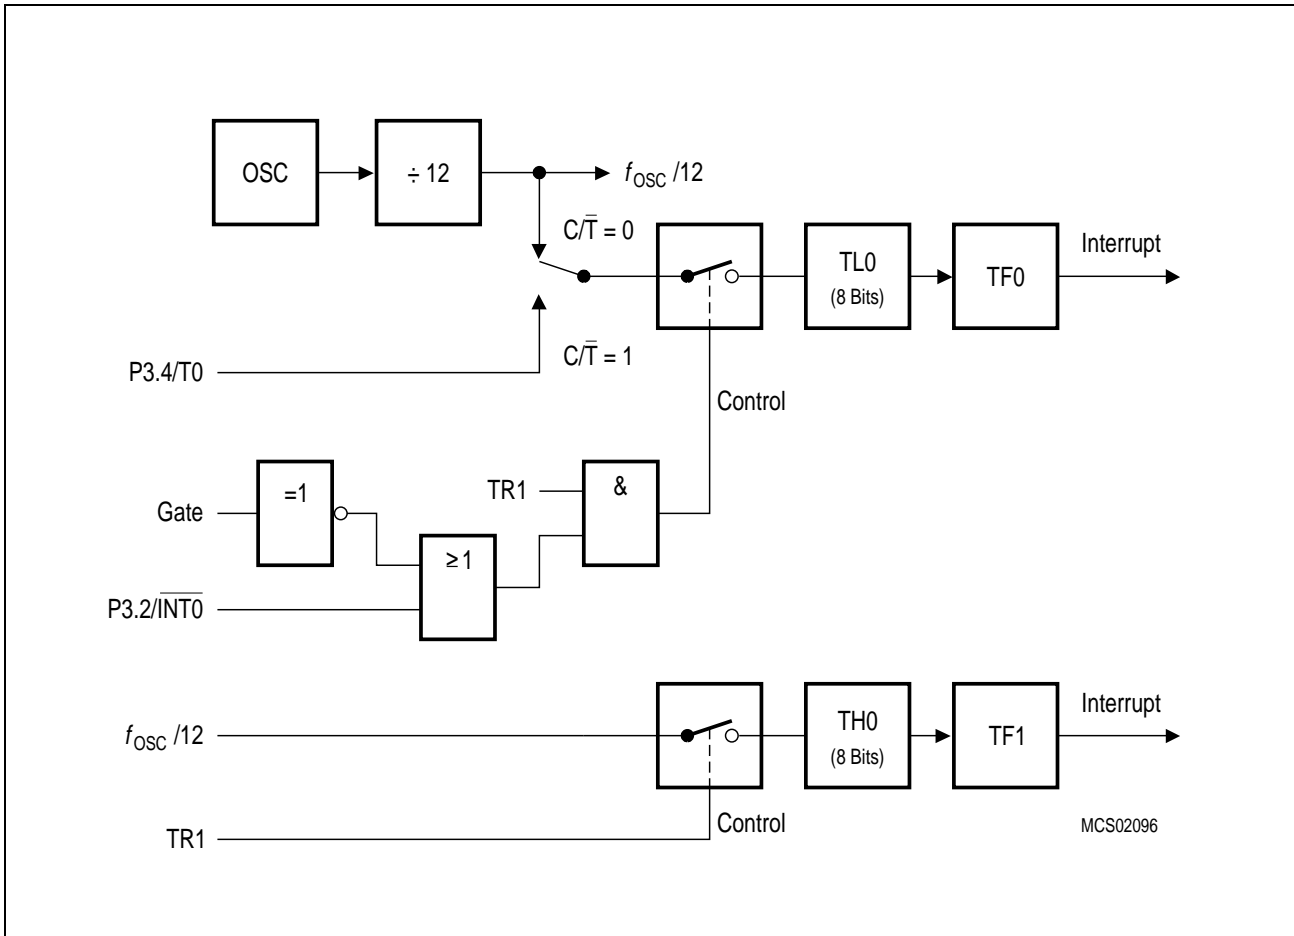 OSC
÷ 12
f OSC /12
C/T̅ = 0
Interrupt
TL0
(8 Bits)
TF0
P3.4/T0
C/T̅ = 1
Control
Gate
=1
TR1
&
≥ 1
P3.2/I̅N̅T̅0̅
Interrupt
f OSC /12
TH0
(8 Bits)
TF1
TR1
Control
MCS02096